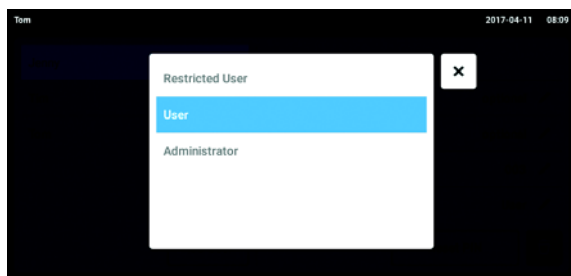 Tom 2017-04-11 08:09
Restricted User
User
Administrator